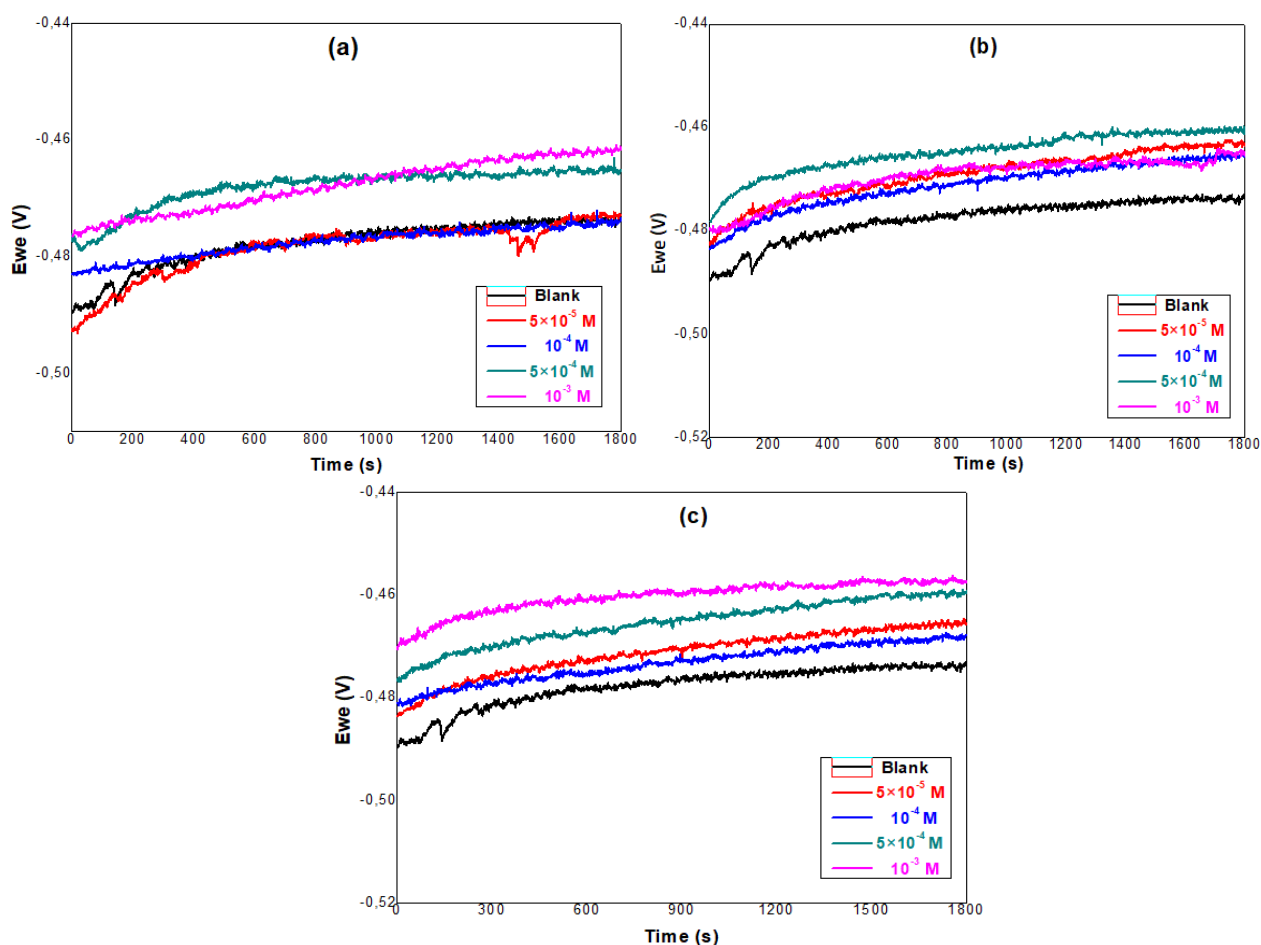 (a)
-0,44
-0,46
-0,48
-0,50
Ewe (V)
0 200 400 600 800 1000 1200 1400 1600 1800
Time (s)
Blank
5×10⁻⁵ M
10⁻⁴ M
5×10⁻⁴ M
10⁻³ M
(b)
-0,44
-0,46
-0,48
-0,50
-0,52
Ewe (V)
0 200 400 600 800 1000 1200 1400 1600 1800
Time (s)
Blank
5×10⁻⁵ M
10⁻⁴ M
5×10⁻⁴ M
10⁻³ M
(c)
-0,44
-0,46
-0,48
-0,50
-0,52
Ewe (V)
0 300 600 900 1200 1500 1800
Time (s)
Blank
5×10⁻⁵ M
10⁻⁴ M
5×10⁻⁴ M
10⁻³ M